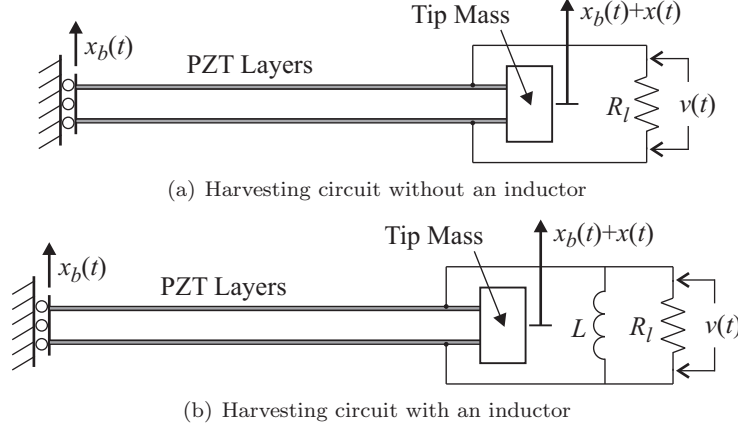 Tip Mass
x_b(t)+x(t)
x_b(t)
PZT Layers
R_l
v(t)
(a) Harvesting circuit without an inductor
Tip Mass
x_b(t)+x(t)
x_b(t)
PZT Layers
L
R_l
v(t)
(b) Harvesting circuit with an inductor